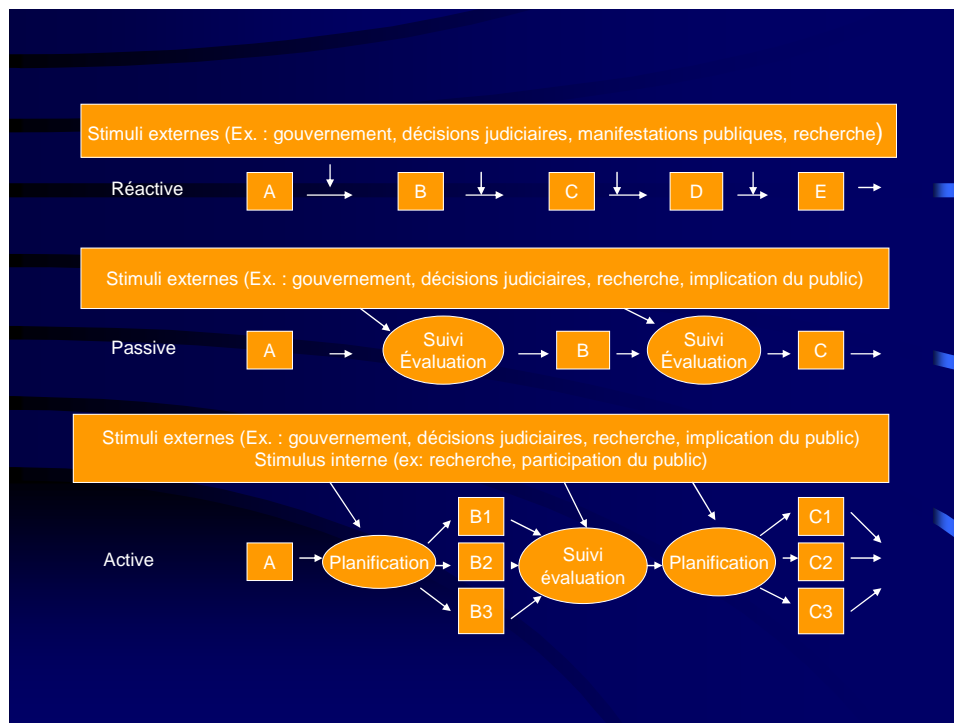 Stimuli externes (Ex. : gouvernement, décisions judiciaires, manifestations publiques, recherche)
Réactive A B C D E
Stimuli externes (Ex. : gouvernement, décisions judiciaires, recherche, implication du public)
Passive A Suivi Évaluation B Suivi Évaluation C
Stimuli externes (Ex. : gouvernement, décisions judiciaires, recherche, implication du public)
Stimulus interne (ex: recherche, participation du public)
Active A Planification
B1
B2
B3
Suivi
évaluation
Planification
C1
C2
C3